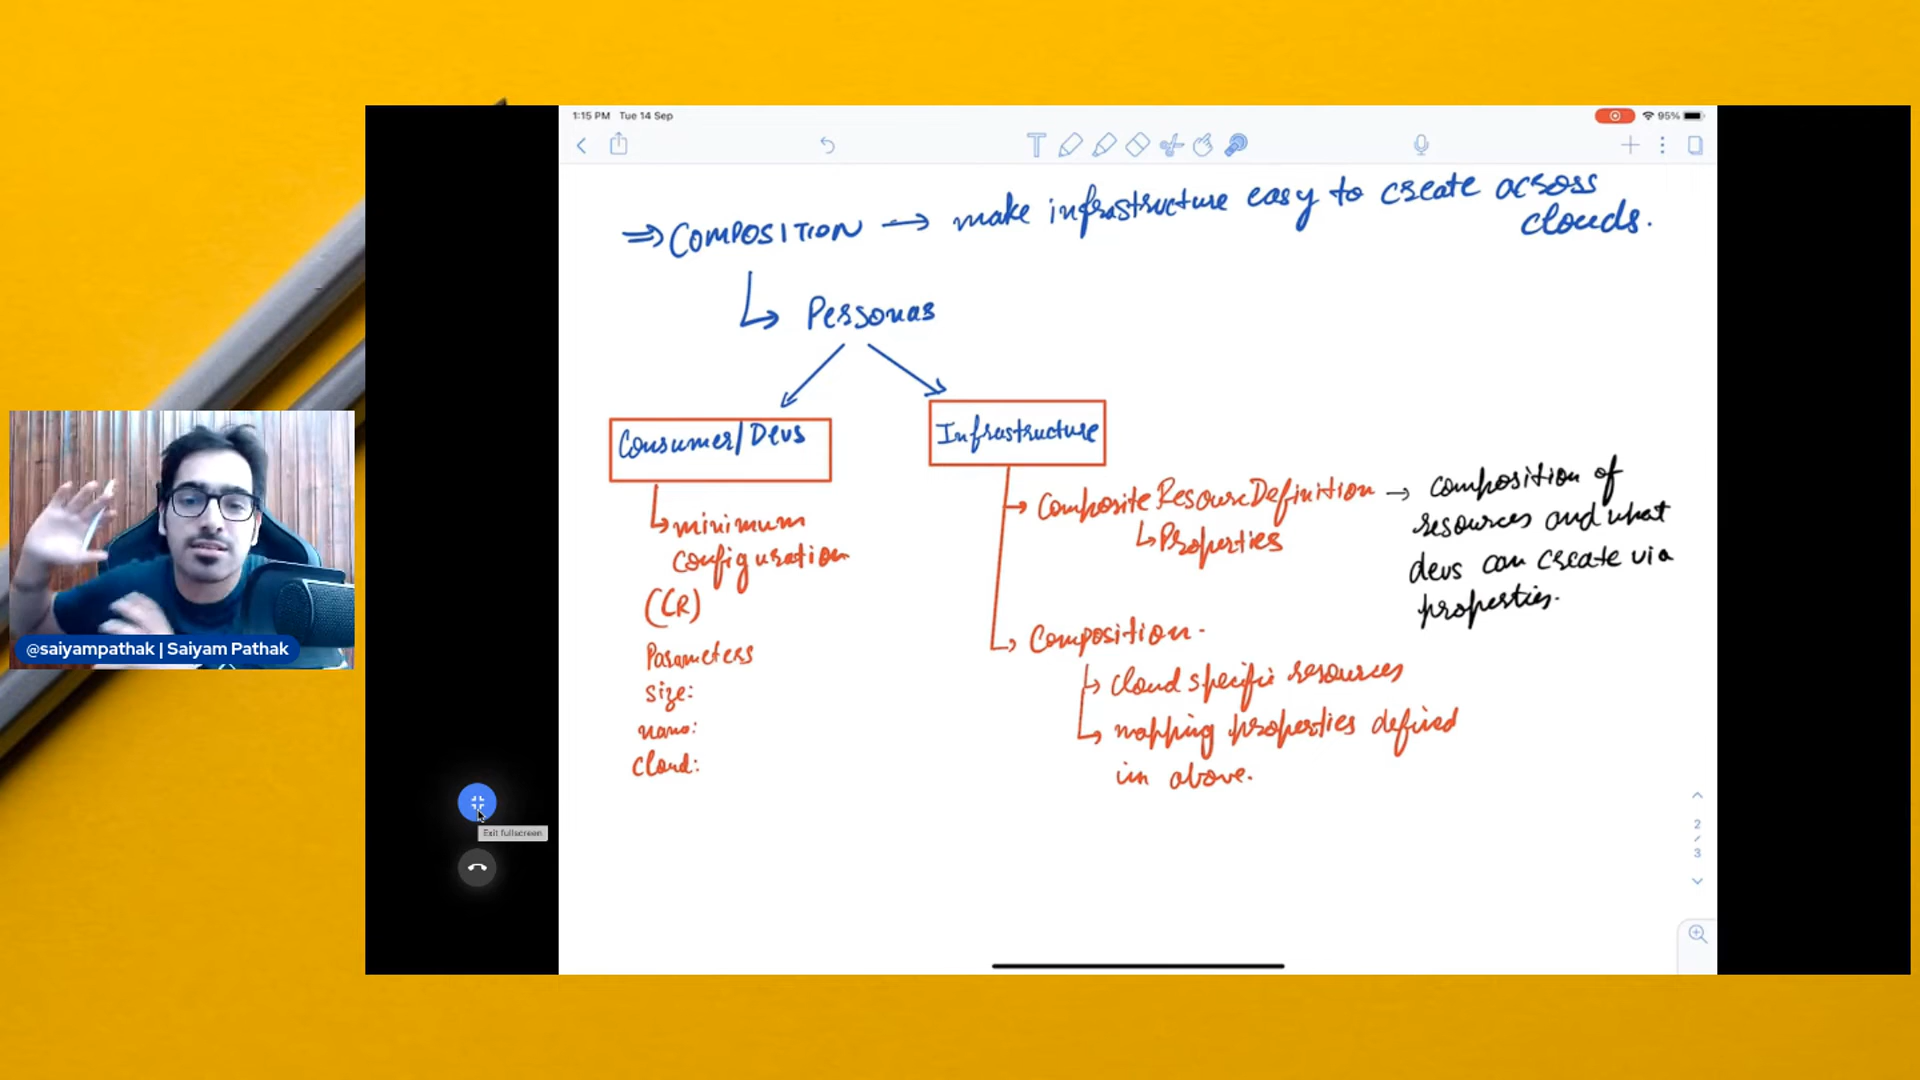 1:15 PM Tue 14 Sep
95%
⇒ COMPOSITION → make infrastructure easy to create across
clouds.
↳ Personas
Consumer/Devs
Infrastructure
↳ minimum
configuration
(CR)
Parameters
size:
name:
cloud:
→ Composite Resource Definition → composition of
resources and what
devs can create via
properties.
↳ Properties
↳ Composition.
↳ cloud specific resources
↳ mapping properties defined
in above.
@saiyampathak | Saiyam Pathak
Exit fullscreen
2
/
3